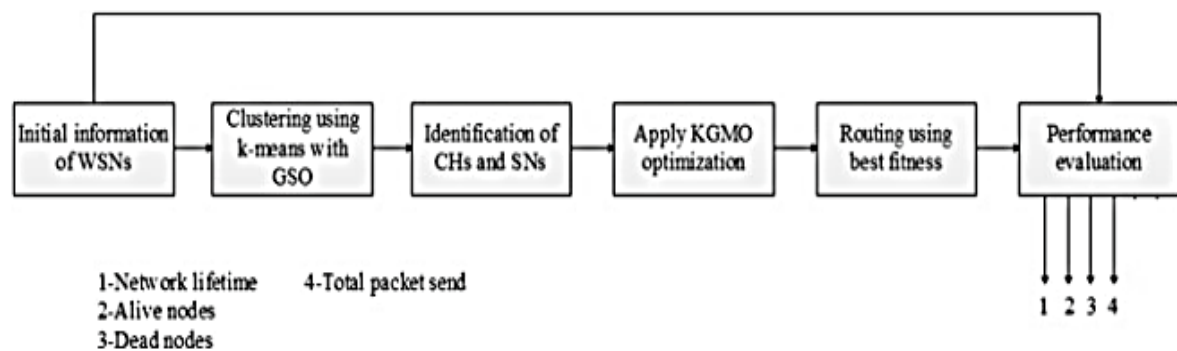 Initial information
of WSNs
Clustering using
k-means with
GSO
Identification of
CHs and SNs
Apply KGMO
optimization
Routing using
best fitness
Performance
evaluation
1 2 3 4
1-Network lifetime 4-Total packet send
2-Alive nodes
3-Dead nodes